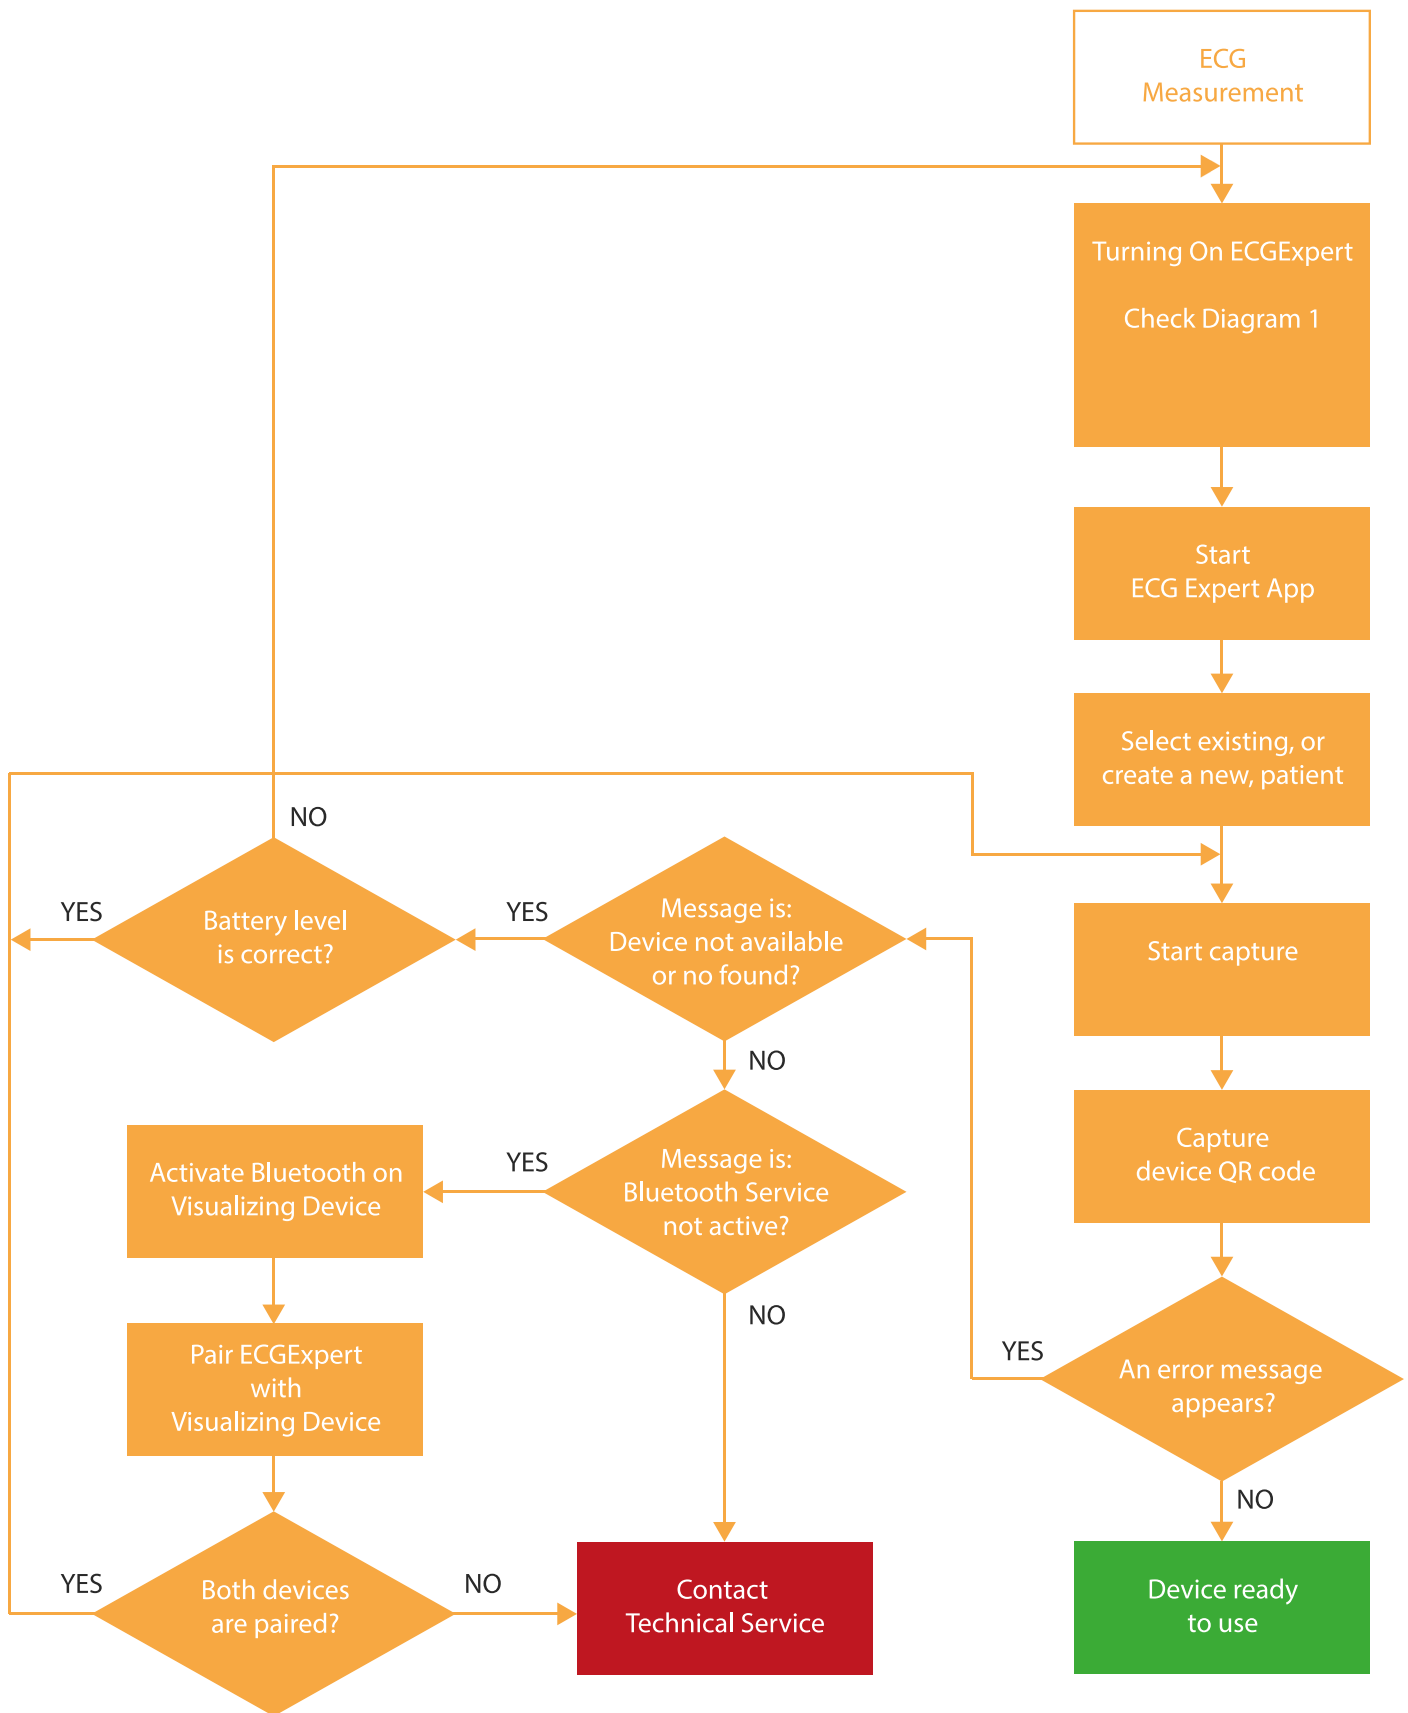 ECG
Measurement
Turning On ECGExpert
Check Diagram 1
Start
ECG Expert App
Select existing, or
create a new, patient
NO
YES
Battery level
is correct?
YES
Message is:
Device not available
or no found?
Start capture
NO
Capture
device QR code
Activate Bluetooth on
Visualizing Device
YES
Message is:
Bluetooth Service
not active?
NO
YES
An error message
appears?
Pair ECGExpert
with
Visualizing Device
NO
YES
Both devices
are paired?
NO
Contact
Technical Service
Device ready
to use